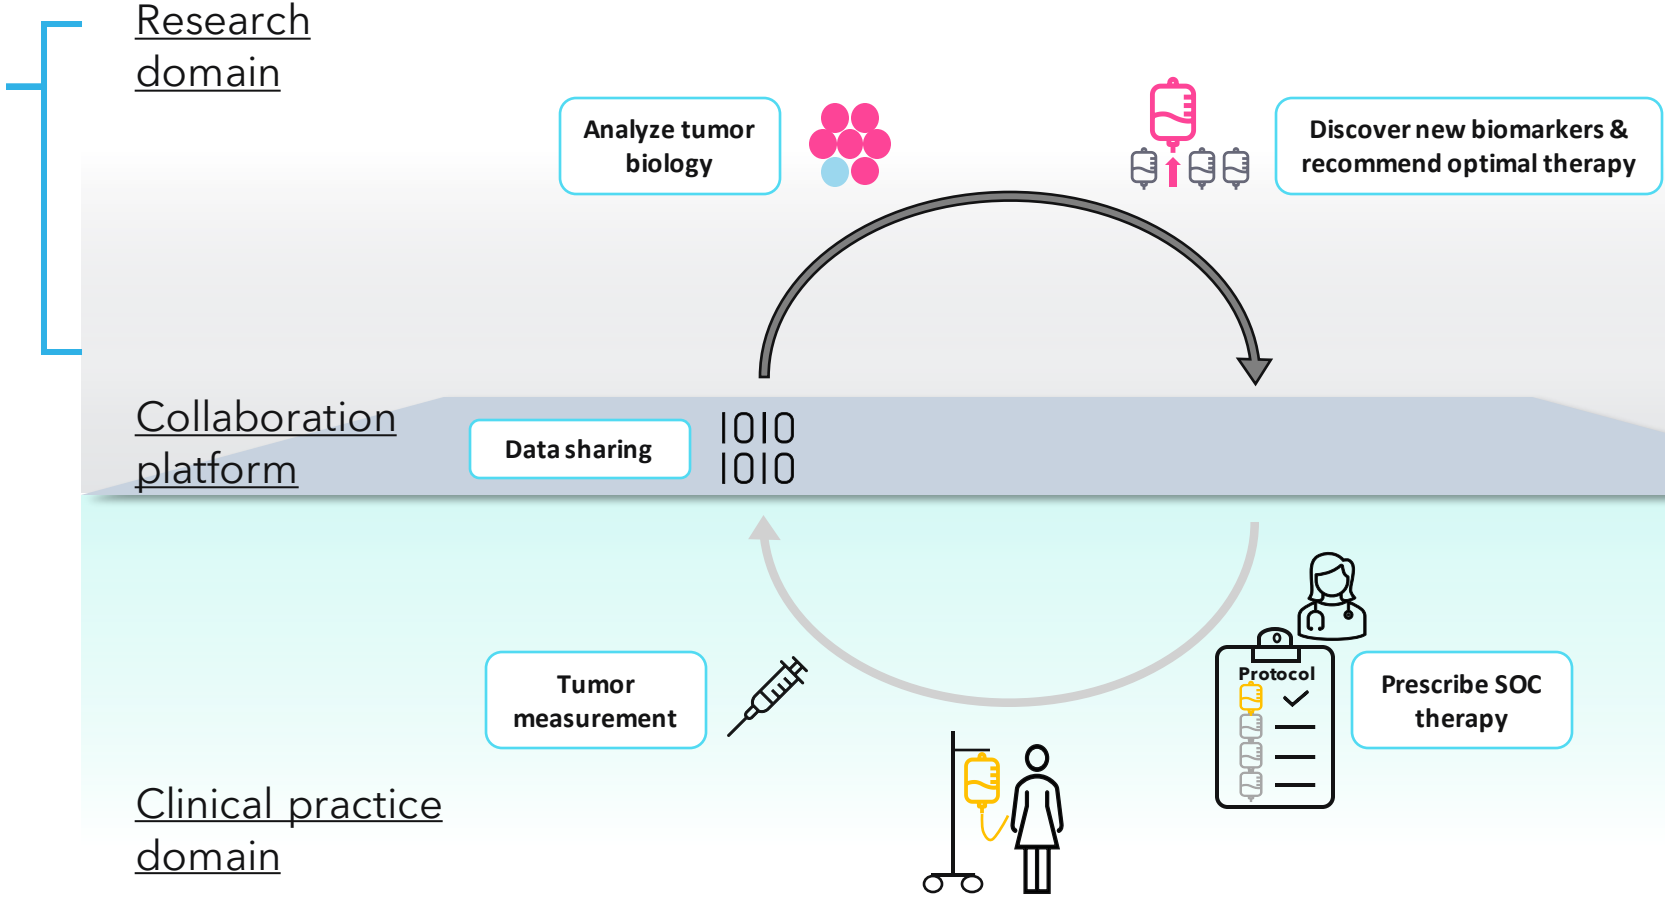 Research
domain
Analyze tumor
biology
Discover new biomarkers &
recommend optimal therapy
Collaboration
platform
Data sharing
1010
1010
Tumor
measurement
Protocol
Prescribe SOC
therapy
Clinical practice
domain